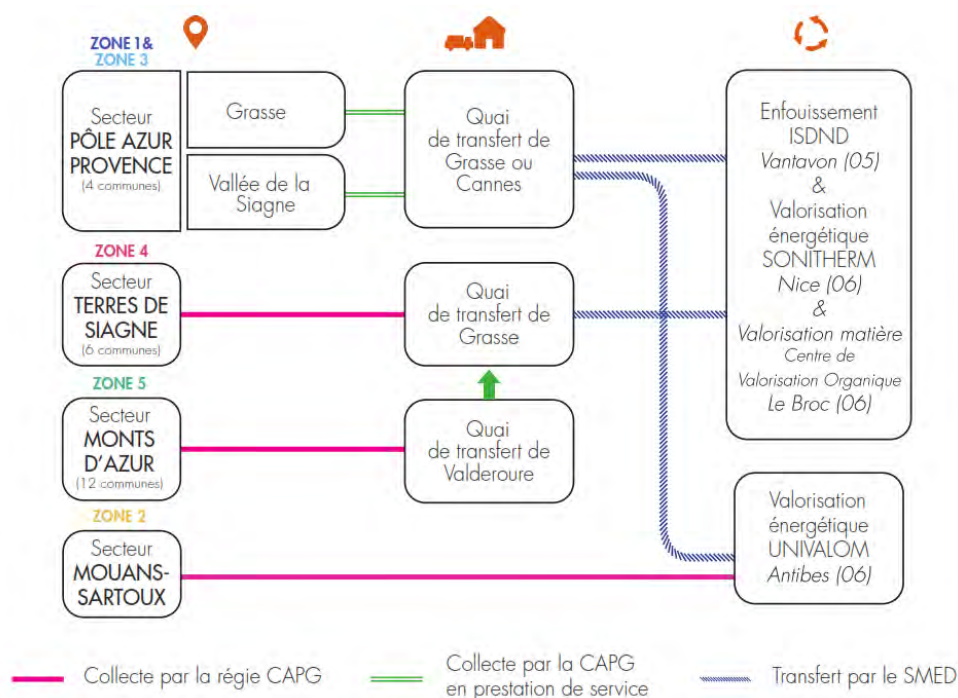 ZONE 1&
ZONE 3
Secteur
PÔLE AZUR
PROVENCE
(4 communes)
Grasse
Vallée de la
Siagne
Quai
de transfert de
Grasse ou
Cannes
Enfouissement
ISDND
Vantavon (05)
&
Valorisation
énergétique
SONITHERM
Nice (06)
&
Valorisation matière
Centre de
Valorisation Organique
Le Broc (06)
ZONE 4
Secteur
TERRES DE
SIAGNE
(6 communes)
Quai
de transfert de
Grasse
ZONE 5
Secteur
MONTS
D'AZUR
(12 communes)
Quai
de transfert de
Valderoure
ZONE 2
Secteur
MOUANS-
SARTOUX
Valorisation
énergétique
UNIVALOM
Antibes (06)
Collecte par la régie CAPG
Collecte par la CAPG
en prestation de service
Transfert par le SMED